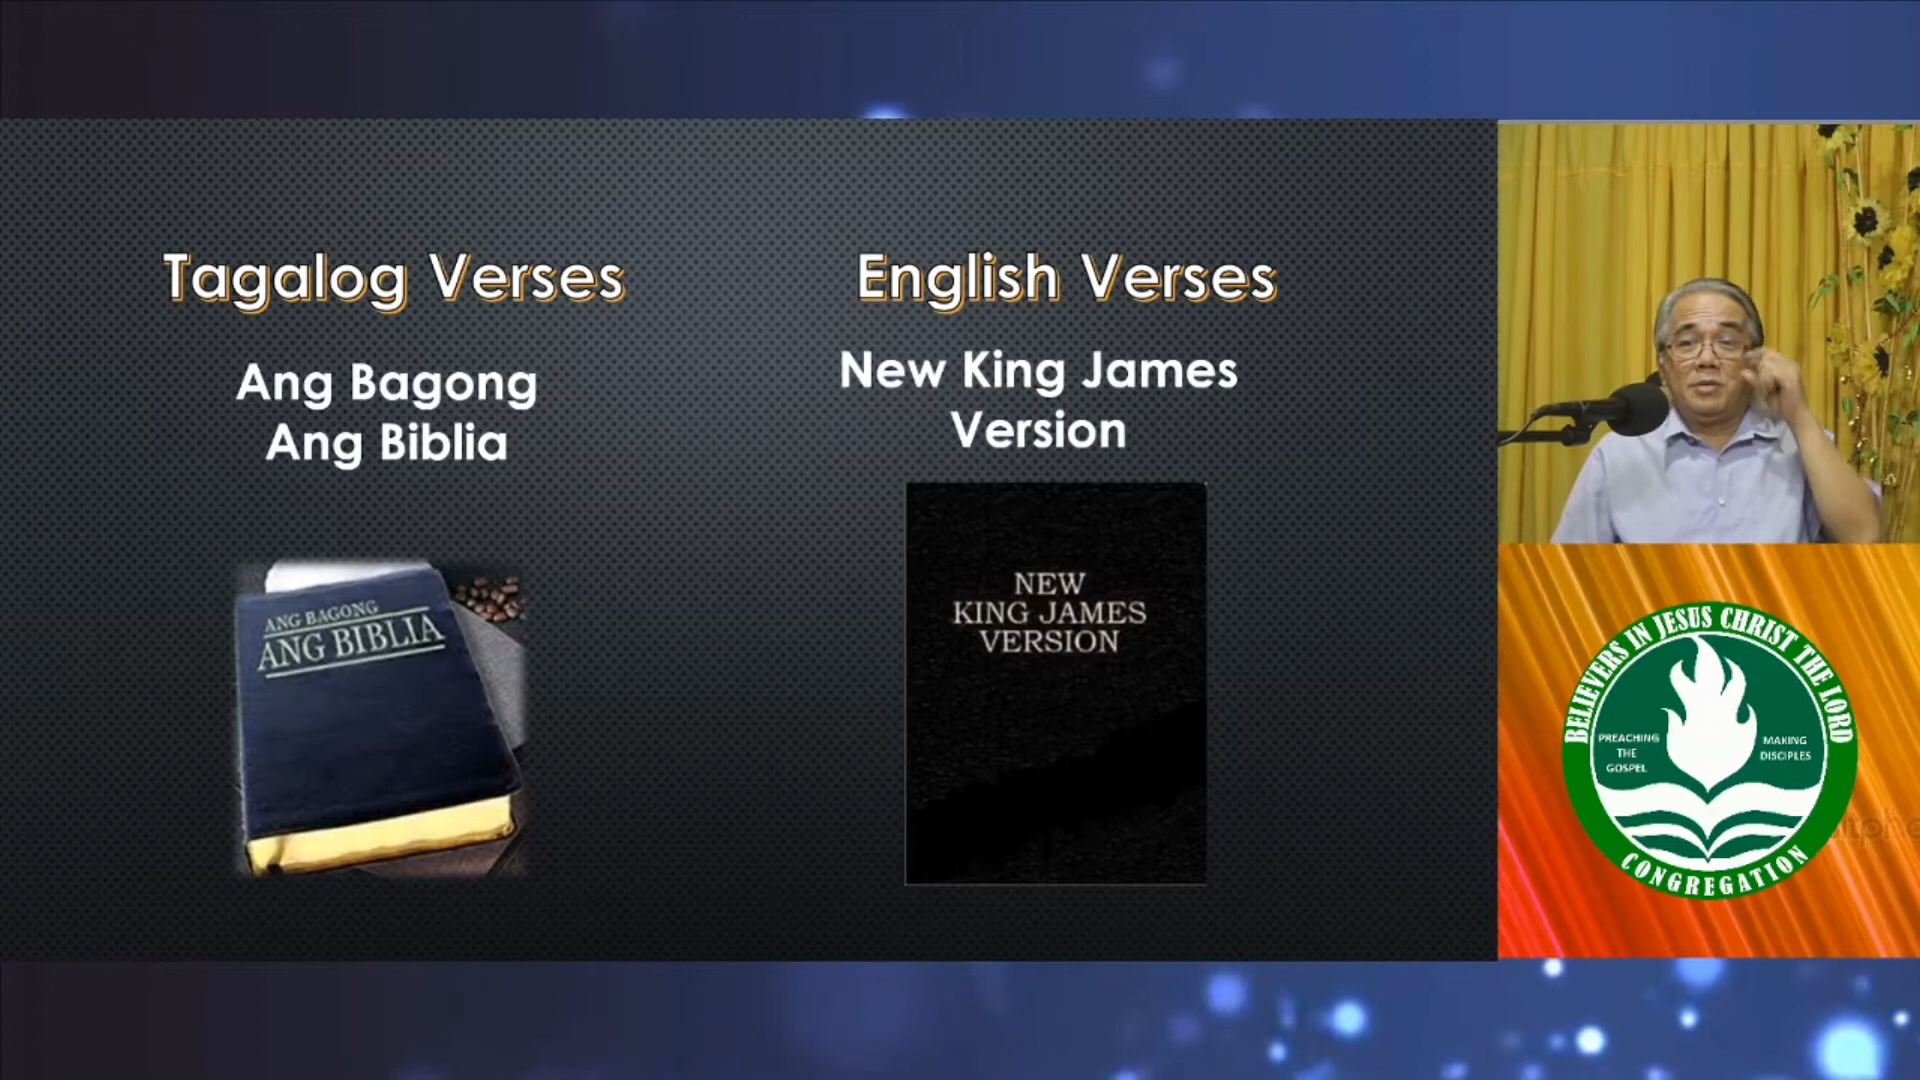 Tagalog Verses
Ang Bagong
Ang Biblia
ANG BAGONG
ANG BIBLIA
English Verses
New King James
Version
NEW
KING JAMES
VERSION
BELIEVERS IN JESUS CHRIST THE LORD
PREACHING
THE
GOSPEL
MAKING
DISCIPLES
CONGREGATION